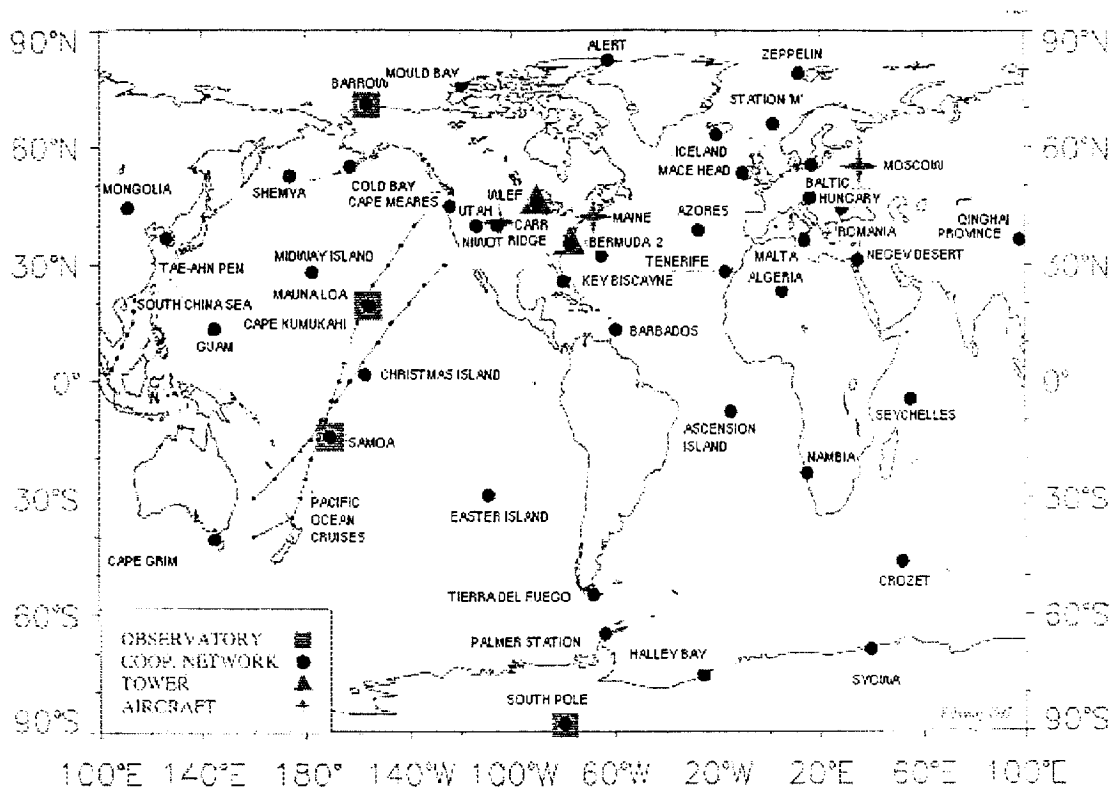 90°N
90°N
ALERT
ZEPPELIN
MOULD BAY
BARROW
STATION 'M'
60°N
60°N
ICELAND
MOSCOW
MONGOLIA
SHEMYA
COLD BAY
MACE HEAD
CAPE MEARES
BALTIC
HUNGARY
UTAH
MAINE
AZORES
QINGHAI
PROVINCE
CARR
NIWOT RIDGE
ROMANIA
BERMUDA 2
TAE-AHN PEN
MIDWAY ISLAND
30°N
30°N
TENERIFE
MALTA
NEGEV DESERT
KEY BISCAYNE
ALGERIA
SOUTH CHINA SEA
MAUNA LOA
CAPE KUMUKAHI
GUAM
BARBADOS
0°
0°
CHRISTMAS ISLAND
SEYCHELLES
SAMOA
ASCENSION
ISLAND
NAMBIA
30°S
30°S
PACIFIC
OCEAN
CRUISES
EASTER ISLAND
CAPE GRIM
CROZET
TIERRA DEL FUEGO
60°S
60°S
OBSERVATORY
COOP. NETWORK
TOWER
AIRCRAFT
PALMER STATION
HALLEY BAY
SYOWA
SOUTH POLE
90°S
90°S
100°E
140°E
180°
140°W
100°W
60°W
20°W
20°E
60°E
100°E